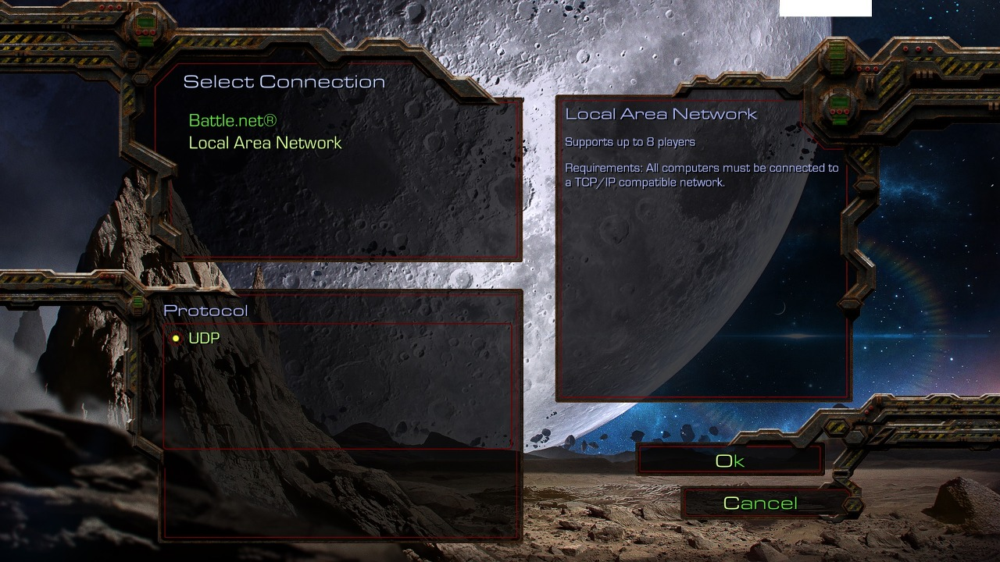 Select Connection
Battle.net®
Local Area Network
Local Area Network
Supports up to 8 players
Requirements: All computers must be connected to
a TCP/IP compatible network.
Protocol
UDP
Ok
Cancel